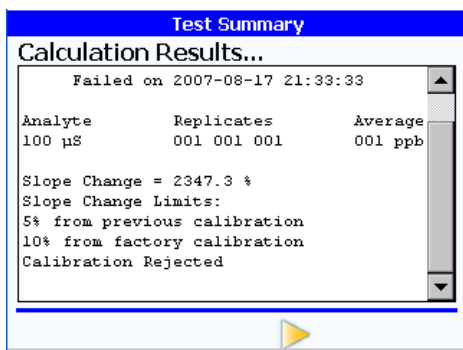 Test Summary
Calculation Results...
Failed on 2007-08-17 21:33:33
Analyte Replicates Average
100 µS 001 001 001 001 ppb
Slope Change = 2347.3 %
Slope Change Limits:
5% from previous calibration
10% from factory calibration
Calibration Rejected